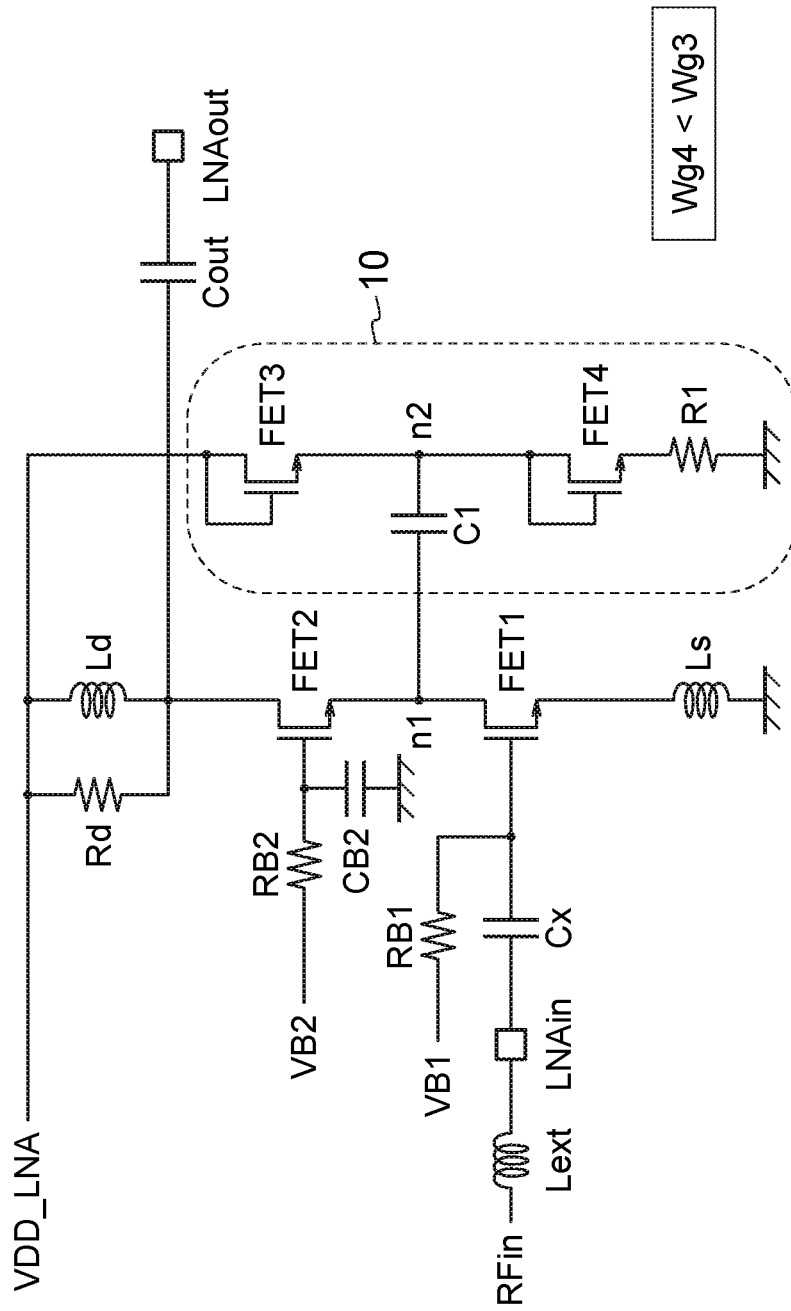 VDD_LNA
Rd
Ld
Cout
LNAout
10
RB2
VB2
CB2
FET2
FET3
n1
C1
n2
RB1
VB1
FET1
FET4
RFin
Lext
LNAin
Cx
Ls
R1
Wg4 < Wg3